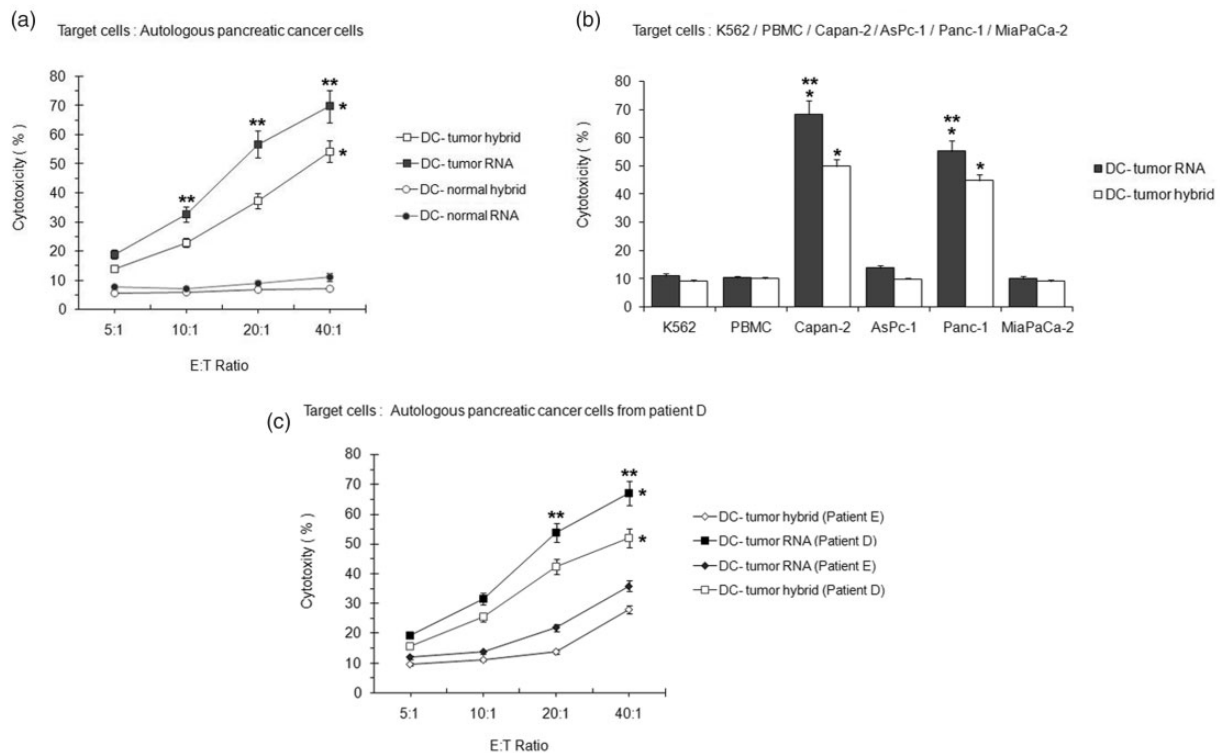 (a)
Target cells : Autologous pancreatic cancer cells
80
70
60
50
40
30
20
10
0
Cytotoxicity ( % )
** ** ** **
*
*
5:1 10:1 20:1 40:1
E:T Ratio
DC- tumor hybrid
DC- tumor RNA
DC- normal hybrid
DC- normal RNA
(b)
Target cells : K562 / PBMC / Capan-2 / AsPc-1 / Panc-1 / MiaPaCa-2
80
70
60
50
40
30
20
10
0
Cytotoxicity ( % )
**
*
*
**
*
*
K562 PBMC Capan-2 AsPc-1 Panc-1 MiaPaCa-2
DC- tumor RNA
DC- tumor hybrid
(c)
Target cells : Autologous pancreatic cancer cells from patient D
80
70
60
50
40
30
20
10
0
Cytotoxity ( % )
** **
*
*
5:1 10:1 20:1 40:1
E:T Ratio
DC- tumor hybrid (Patient E)
DC- tumor RNA (Patient D)
DC- tumor RNA (Patient E)
DC- tumor hybrid (Patient D)